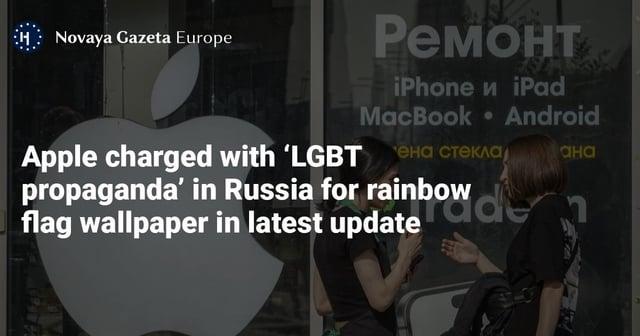 Novaya Gazeta Europe
Ремонт
iPhone и iPad
MacBook • Android
стекла
Apple charged with ‘LGBT
propaganda’ in Russia for rainbow
flag wallpaper in latest update